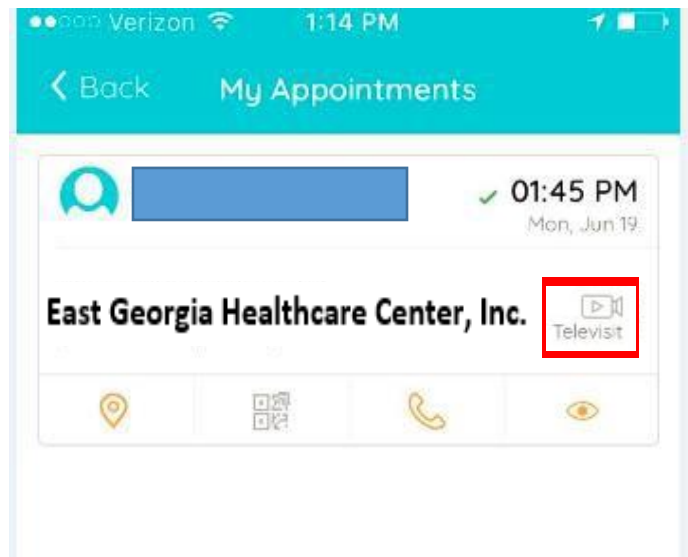 Verizon 1:14 PM
Back My Appointments
01:45 PM
Mon, Jun 19
East Georgia Healthcare Center, Inc.
Televisit